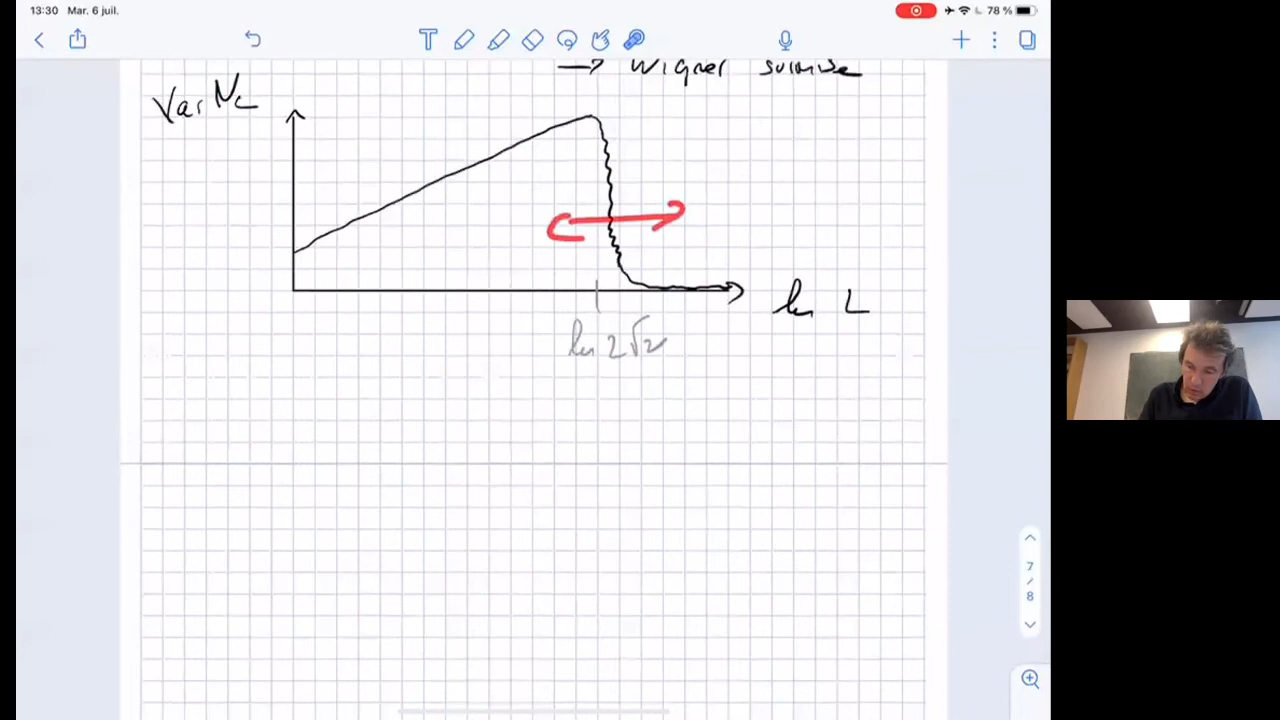 13:30 Mar. 6 juil.
78 %
→ Wigner surmise
Var N_L
ln L
ln 2√2
7
/
8